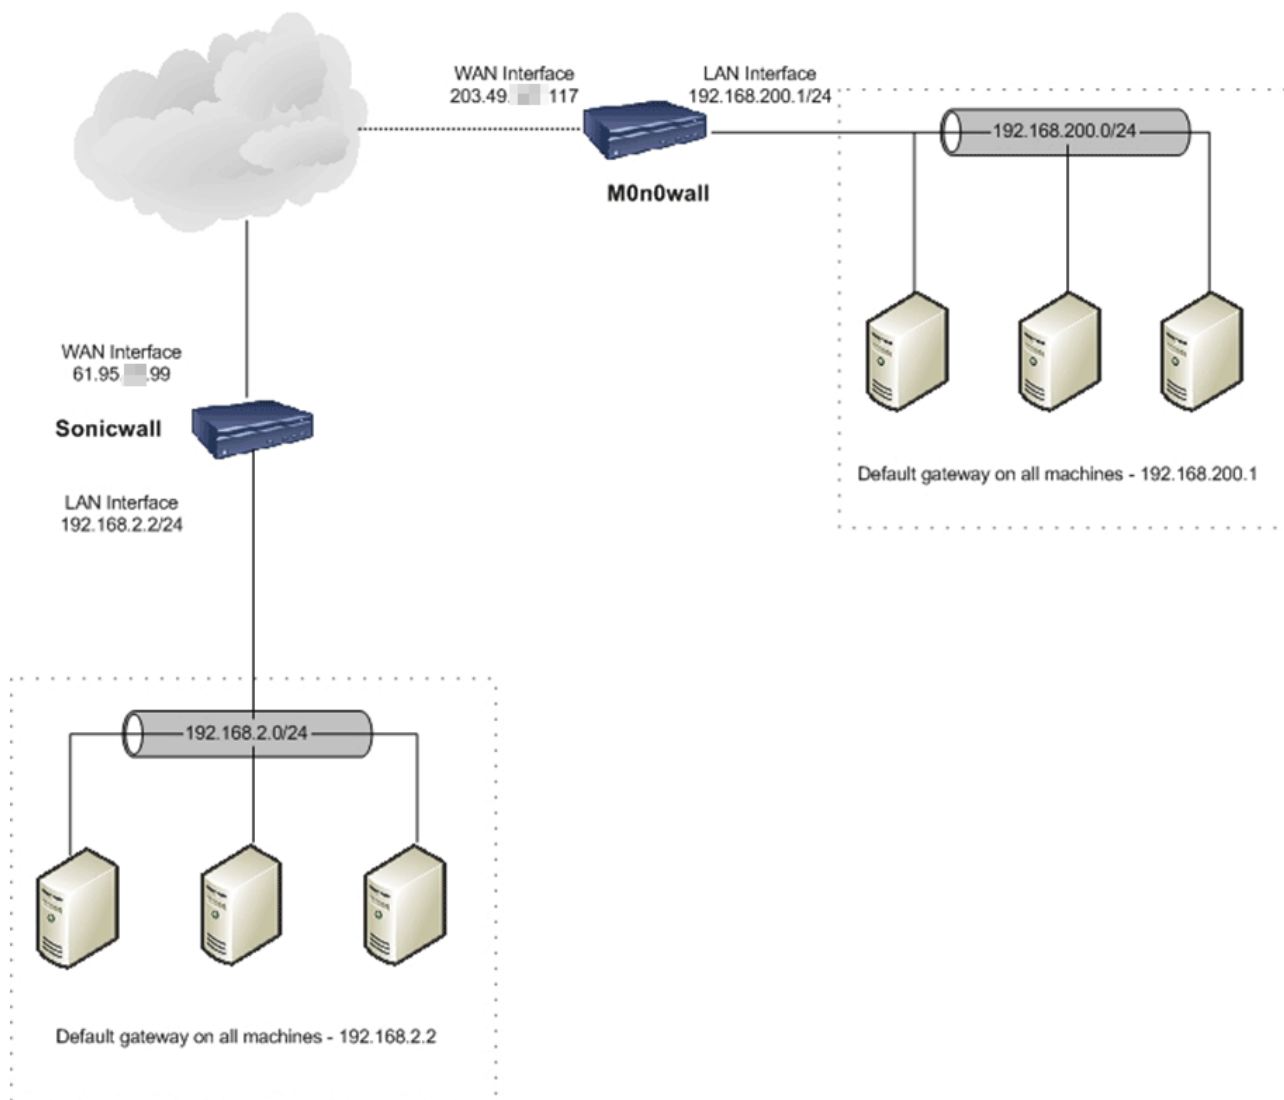 WAN Interface
203.49. 117
LAN Interface
192.168.200.1/24
192.168.200.0/24
M0n0wall
WAN Interface
61.95 .99
Sonicwall
LAN Interface
192.168.2.2/24
Default gateway on all machines - 192.168.200.1
192.168.2.0/24
Default gateway on all machines - 192.168.2.2